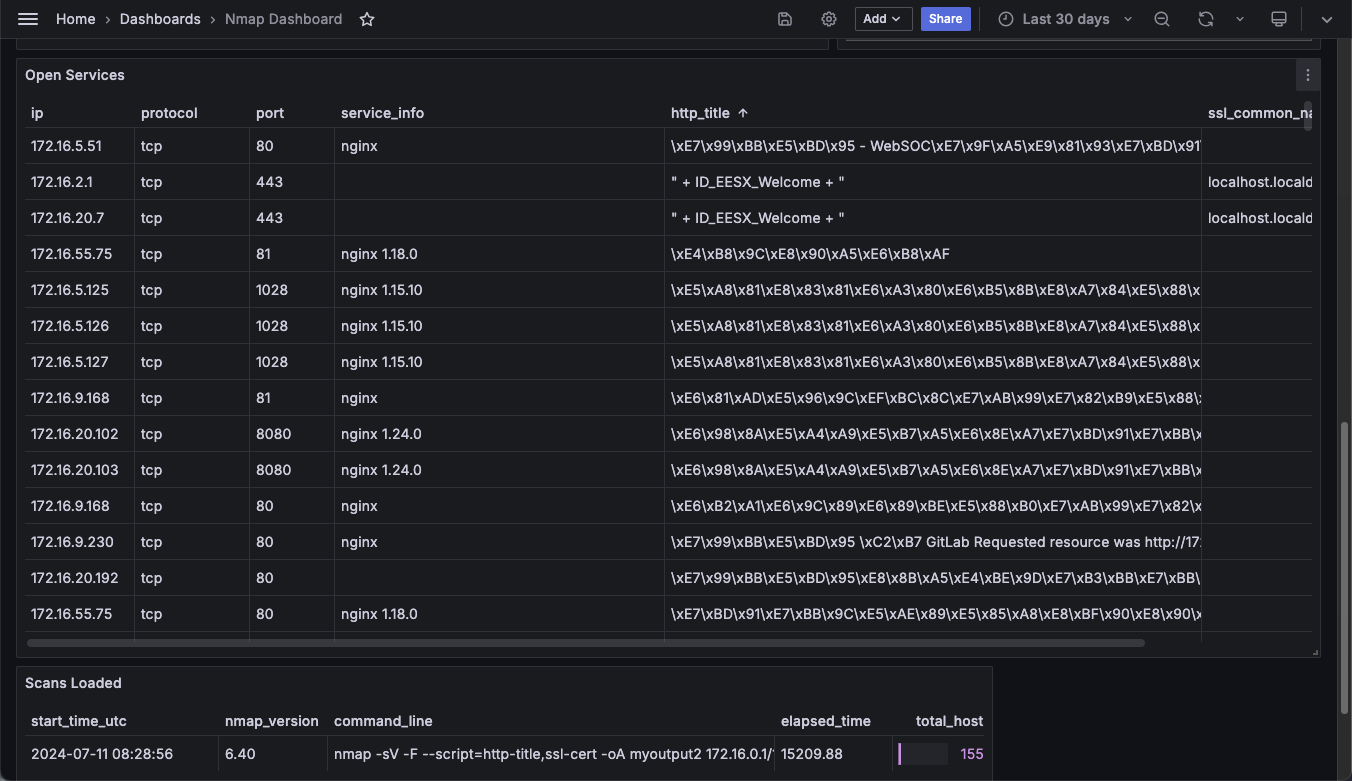 Home › Dashboards › Nmap Dashboard Add Share Last 30 days
Open Services
ip protocol port service_info http_title ssl_common_na
172.16.5.51 tcp 80 nginx \xE7\x99\xBB\xE5\xBD\x95 - WebSOC\xE7\x9F\xA5\xE9\x81\x93\xE7\xBD\x91\
172.16.2.1 tcp 443 " + ID_EESX_Welcome + " localhost.locald
172.16.20.7 tcp 443 " + ID_EESX_Welcome + " localhost.locald
172.16.55.75 tcp 81 nginx 1.18.0 \xE4\xB8\x9C\xE8\x90\xA5\xE6\xB8\xAF
172.16.5.125 tcp 1028 nginx 1.15.10 \xE5\xA8\x81\xE8\x83\x81\xE6\xA3\x80\xE6\xB5\x8B\xE8\xA7\x84\xE5\x88\x
172.16.5.126 tcp 1028 nginx 1.15.10 \xE5\xA8\x81\xE8\x83\x81\xE6\xA3\x80\xE6\xB5\x8B\xE8\xA7\x84\xE5\x88\x
172.16.5.127 tcp 1028 nginx 1.15.10 \xE5\xA8\x81\xE8\x83\x81\xE6\xA3\x80\xE6\xB5\x8B\xE8\xA7\x84\xE5\x88\x
172.16.9.168 tcp 81 nginx \xE6\x81\xAD\xE5\x96\x9C\xEF\xBC\x8C\xE7\xAB\x99\xE7\x82\xB9\xE5\x88\x
172.16.20.102 tcp 8080 nginx 1.24.0 \xE6\x98\x8A\xE5\xA4\xA9\xE5\xB7\xA5\xE6\x8E\xA7\xE7\xBD\x91\xE7\xBB\x
172.16.20.103 tcp 8080 nginx 1.24.0 \xE6\x98\x8A\xE5\xA4\xA9\xE5\xB7\xA5\xE6\x8E\xA7\xE7\xBD\x91\xE7\xBB\x
172.16.9.168 tcp 80 nginx \xE6\xB2\xA1\xE6\x9C\x89\xE6\x89\xBE\xE5\x88\xB0\xE7\xAB\x99\xE7\x82\x
172.16.9.230 tcp 80 nginx \xE7\x99\xBB\xE5\xBD\x95 \xC2\xB7 GitLab Requested resource was http://172
172.16.20.192 tcp 80 \xE7\x99\xBB\xE5\xBD\x95\xE8\x8B\xA5\xE4\xBE\x9D\xE7\xB3\xBB\xE7\xBB\
172.16.55.75 tcp 80 nginx 1.18.0 \xE7\xBD\x91\xE7\xBB\x9C\xE5\xAE\x89\xE5\x85\xA8\xE8\xBF\x90\xE8\x90\x
Scans Loaded
start_time_utc nmap_version command_line elapsed_time total_host
2024-07-11 08:28:56 6.40 nmap -sV -F --script=http-title,ssl-cert -oA myoutput2 172.16.0.1/ 15209.88 155